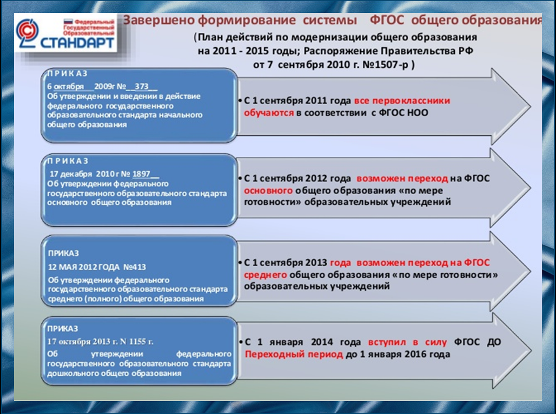 Федеральный
Государственный
Образовательный
СТАНДАРТ
Завершено формирование системы ФГОС общего образования
(План действий по модернизации общего образования
на 2011 - 2015 годы; Распоряжение Правительства РФ
от 7 сентября 2010 г. №1507-р )
ПРИКАЗ
6 октября__2009г №__373__
Об утверждении и введении в действие
федерального государственного
образовательного стандарта начального
общего образования
• С 1 сентября 2011 года все первоклассники
обучаются в соответствии с ФГОС НОО
ПРИКАЗ
17 декабря 2010 г № 1897__
Об утверждении федерального
государственного образовательного стандарта
основного общего образования
• С 1 сентября 2012 года возможен переход на ФГОС
основного общего образования «по мере
готовности» образовательных учреждений
ПРИКАЗ
12 МАЯ 2012 ГОДА №413
Об утверждении федерального
государственного образовательного стандарта
среднего (полного) общего образования
• С 1 сентября 2013 года возможен переход на ФГОС
среднего общего образования «по мере готовности»
образовательных учреждений
ПРИКАЗ
17 октября 2013 г. N 1155 г.
Об утверждении федерального
государственного образовательного стандарта
дошкольного общего образования
• С 1 января 2014 года вступил в силу ФГОС ДО
Переходный период до 1 января 2016 года